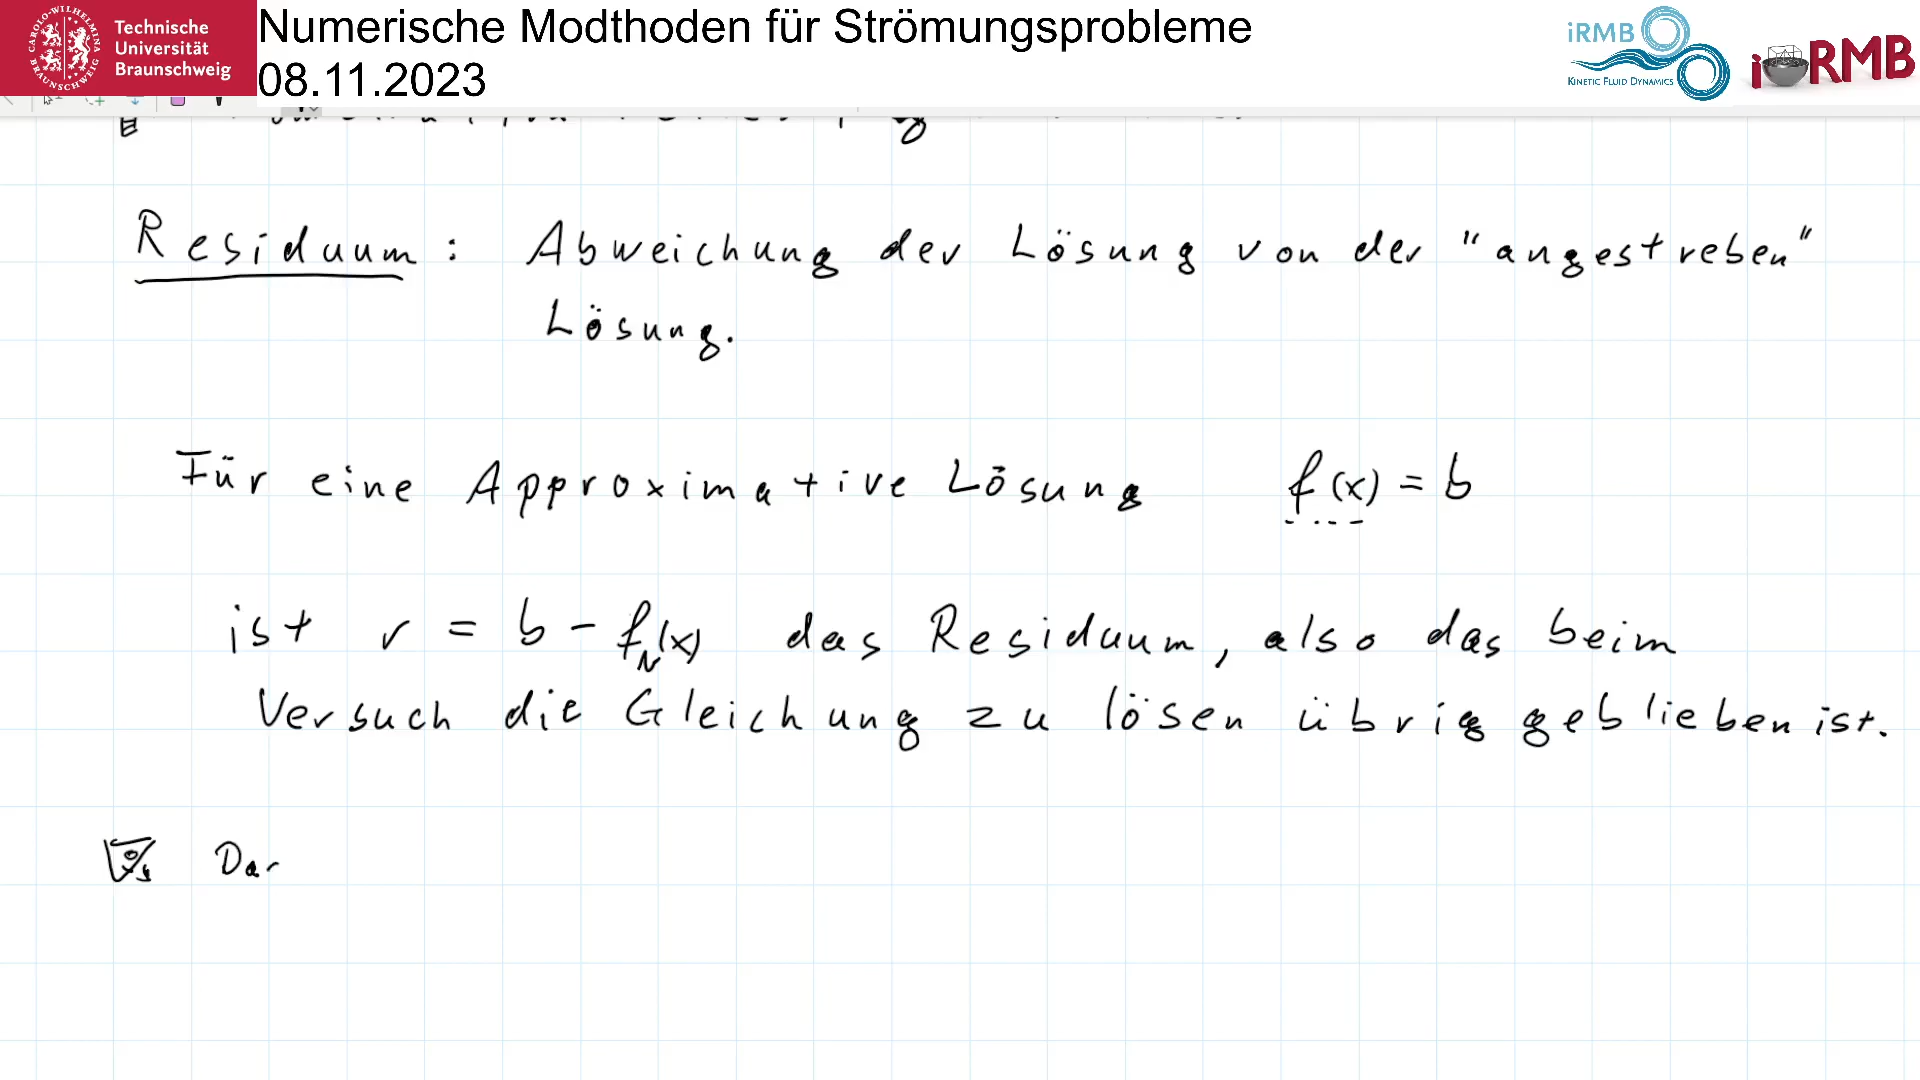 Technische
Universität
Braunschweig
Numerische Modthoden für Strömungsprobleme
08.11.2023
iRMB
KINETIC FLUID DYNAMICS
iRMB
Residuum: Abweichung der Lösung von der "angestreben"
Lösung.
Für eine Approximative Lösung f(x) = b
ist r = b - f_N(x) das Residuum, also das beim
Versuch die Gleichung zu lösen übrig geblieben ist.
Dar